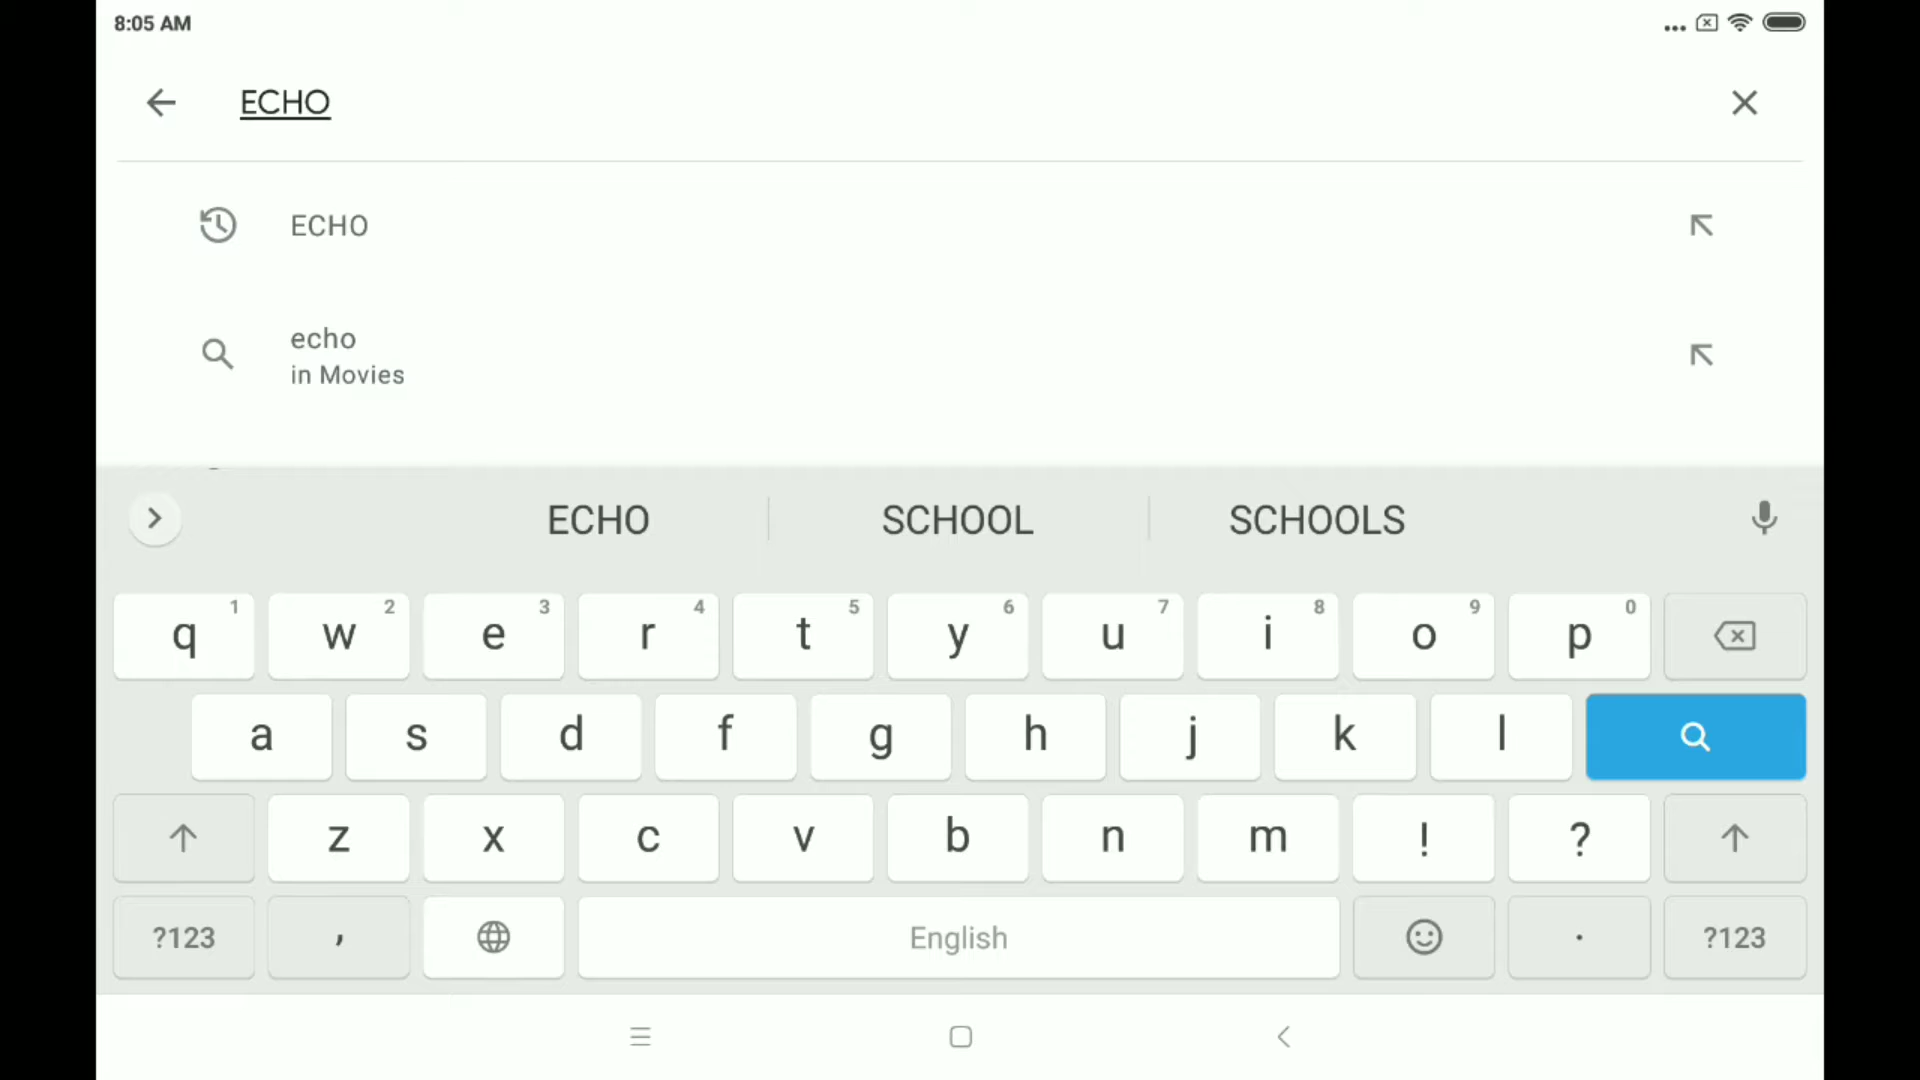 8:05 AM
ECHO
ECHO
echo
in Movies
ECHO SCHOOL SCHOOLS
q 1 w 2 e 3 r 4 t 5 y 6 u 7 i 8 o 9 p 0
a s d f g h j k l
z x c v b n m ! ?
?123 , English . ?123